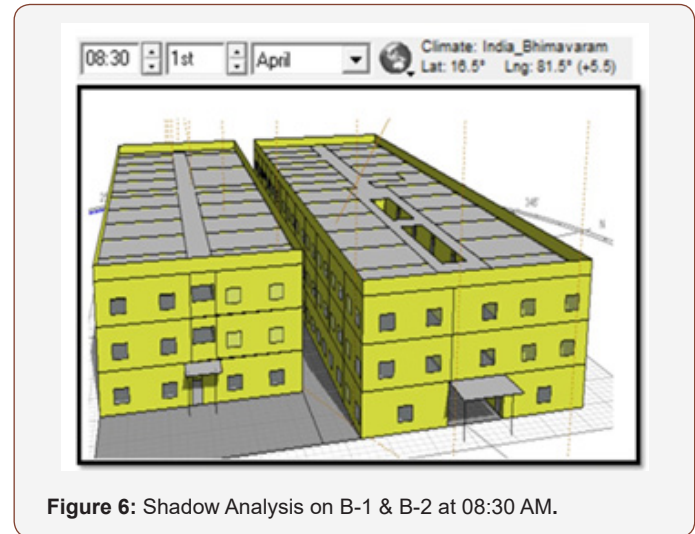 08:30 1st April Climate: India_Bhimavaram
Lat: 16.5° Lng: 81.5° (+5.5)
345°
N
Figure 6: Shadow Analysis on B-1 & B-2 at 08:30 AM.